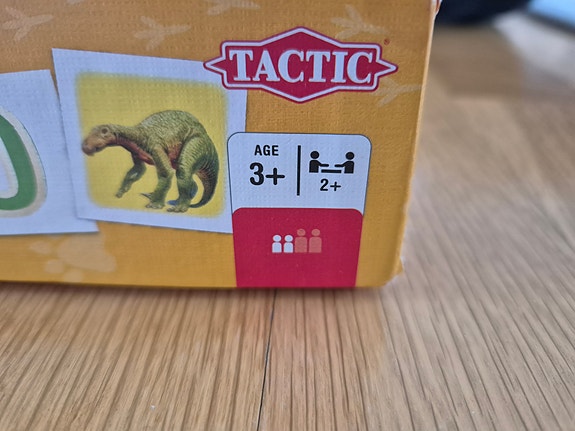 TACTIC®
AGE
3+
2+